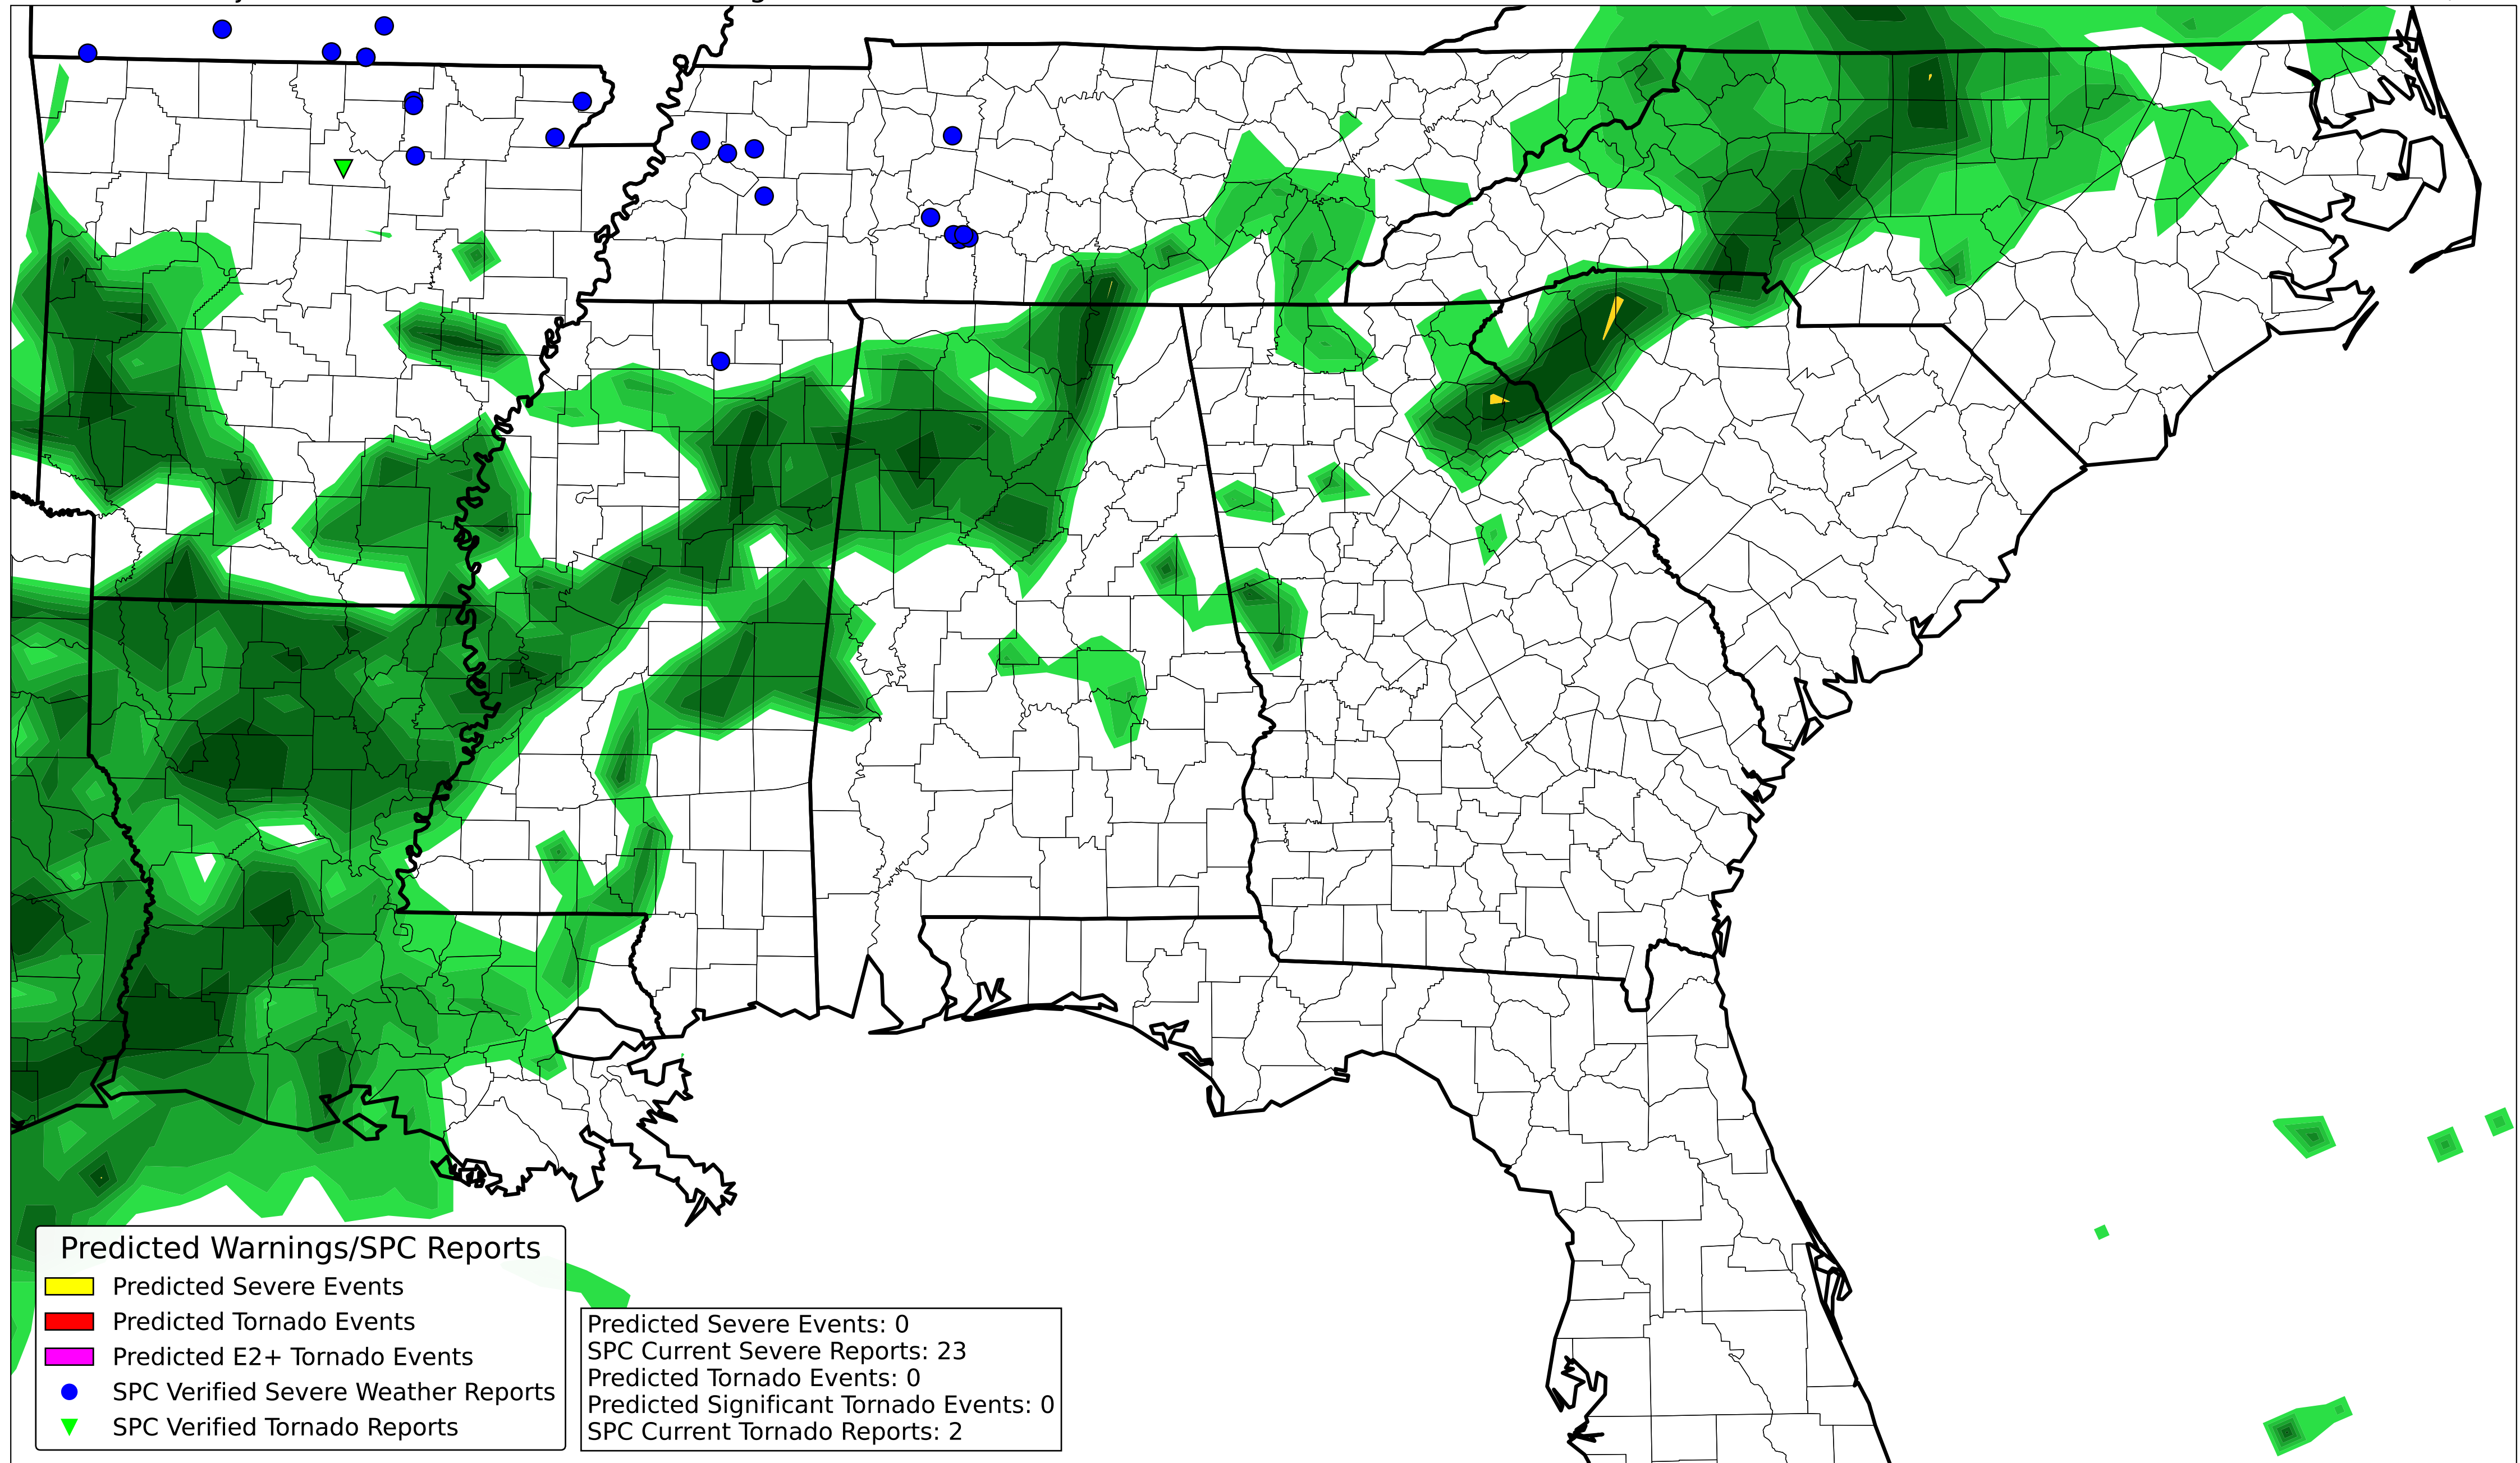 Predicted Warnings/SPC Reports
Predicted Severe Events
Predicted Tornado Events
Predicted E2+ Tornado Events
SPC Verified Severe Weather Reports
SPC Verified Tornado Reports
Predicted Severe Events: 0
SPC Current Severe Reports: 23
Predicted Tornado Events: 0
Predicted Significant Tornado Events: 0
SPC Current Tornado Reports: 2